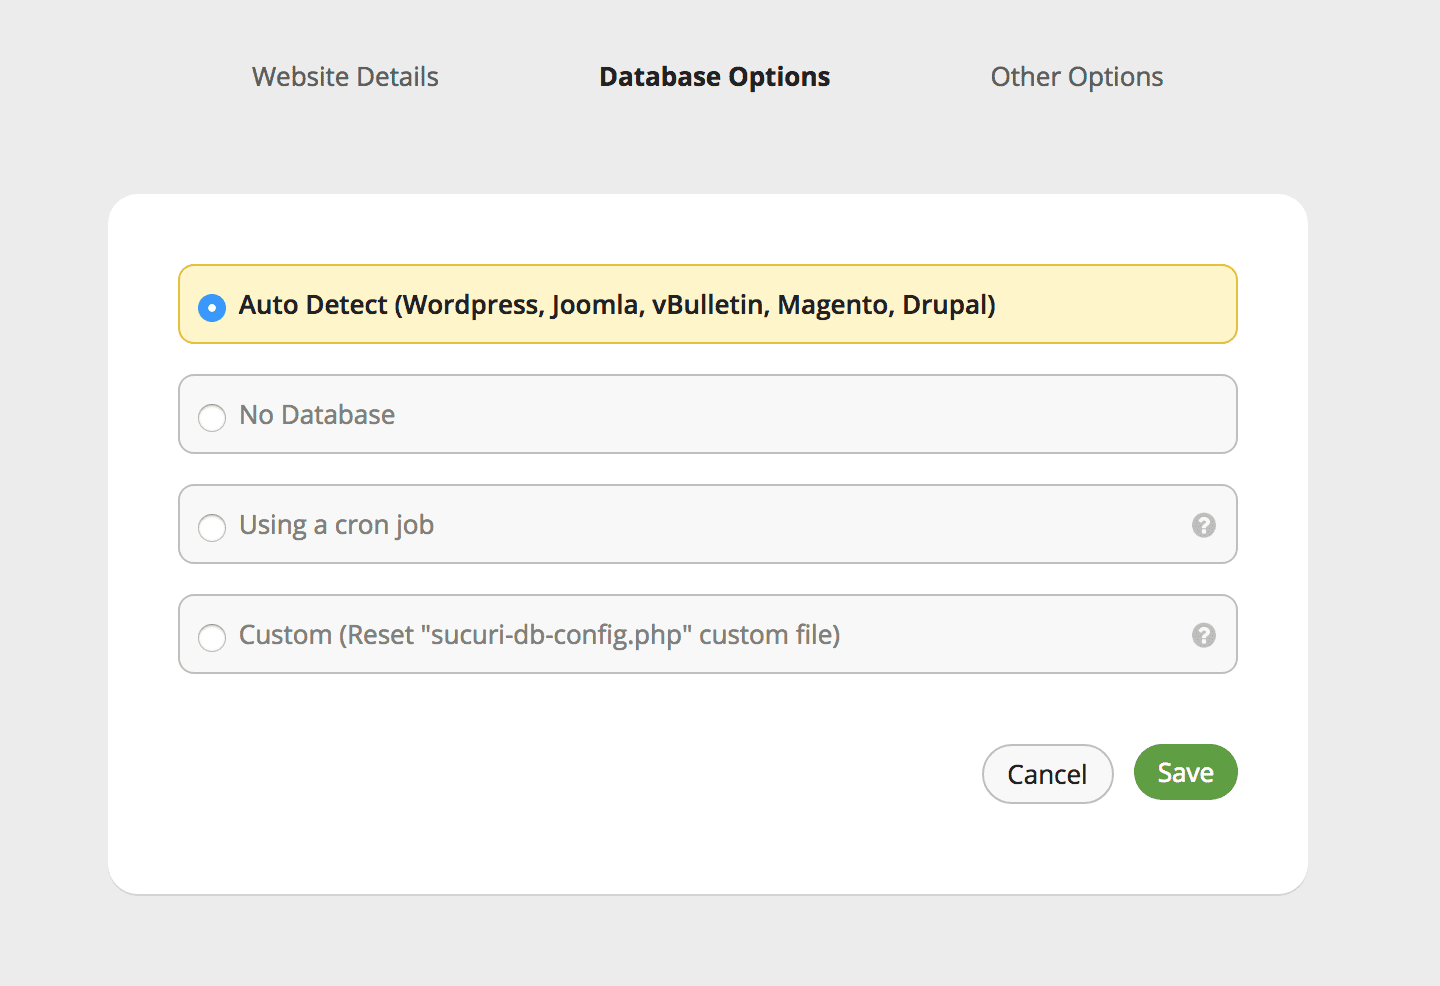 Website Details
Database Options
Other Options
Auto Detect (Wordpress, Joomla, vBulletin, Magento, Drupal)
No Database
Using a cron job
?
Custom (Reset "sucuri-db-config.php" custom file)
?
Cancel
Save